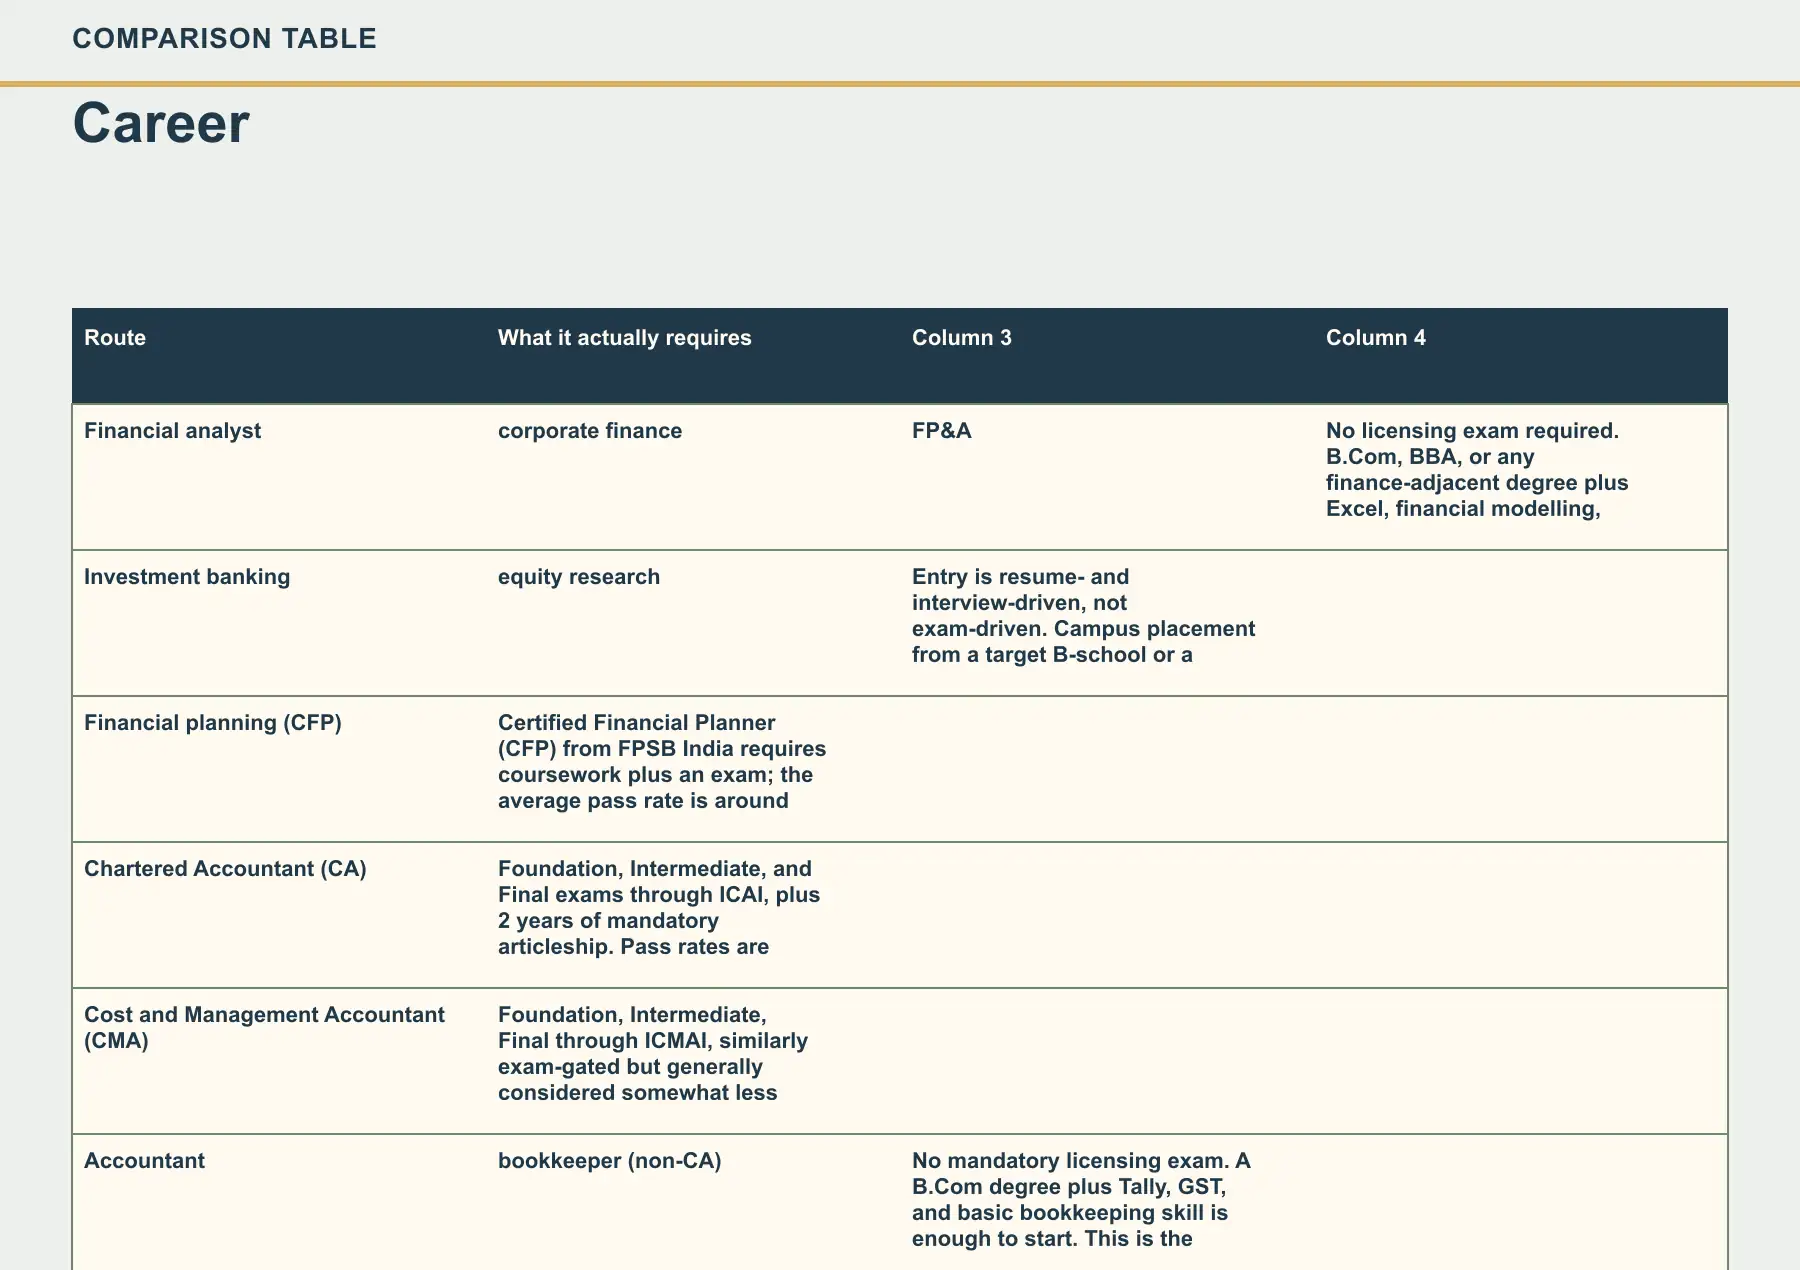 COMPARISON TABLE
Career
Route
What it actually requires
Column 3
Column 4
Financial analyst
corporate finance
FP&A
No licensing exam required.
B.Com, BBA, or any
finance-adjacent degree plus
Excel, financial modelling,
Investment banking
equity research
Entry is resume- and
interview-driven, not
exam-driven. Campus placement
from a target B-school or a
Financial planning (CFP)
Certified Financial Planner
(CFP) from FPSB India requires
coursework plus an exam; the
average pass rate is around
Chartered Accountant (CA)
Foundation, Intermediate, and
Final exams through ICAI, plus
2 years of mandatory
articleship. Pass rates are
Cost and Management Accountant
(CMA)
Foundation, Intermediate,
Final through ICMAI, similarly
exam-gated but generally
considered somewhat less
Accountant
bookkeeper (non-CA)
No mandatory licensing exam. A
B.Com degree plus Tally, GST,
and basic bookkeeping skill is
enough to start. This is the